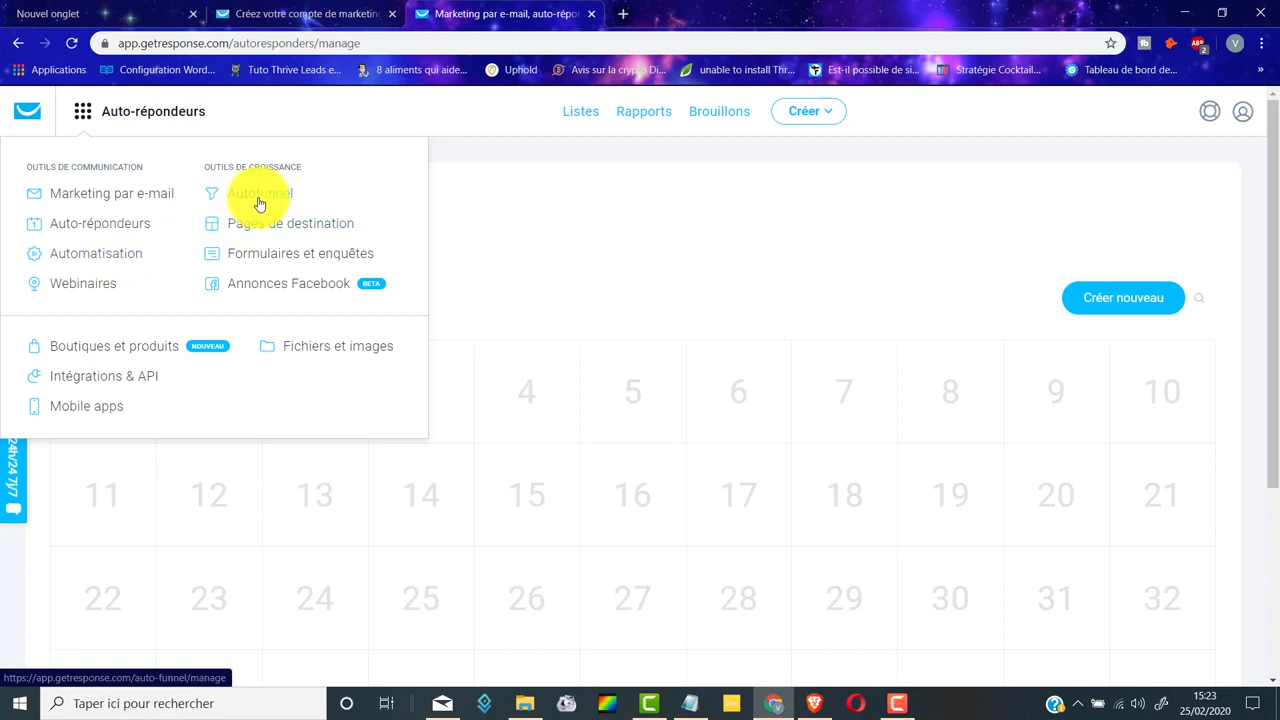 Nouvel onglet
Créez votre compte de marketing
Marketing par e-mail, auto-répor
app.getresponse.com/autoresponders/manage
V
2
Applications
Configuration Word...
Tuto Thrive Leads e...
8 aliments qui aide...
Uphold
Avis sur la crypto Di...
unable to install Thr...
Est-il possible de si...
Stratégie Cocktail...
Tableau de bord de...
»
Auto-répondeurs
Listes
Rapports
Brouillons
Créer
OUTILS DE COMMUNICATION
OUTILS DE CROISSANCE
Marketing par e-mail
Autofunnel
Auto-répondeurs
Pages de destination
Automatisation
Formulaires et enquêtes
Webinaires
Annonces Facebook BETA
Créer nouveau
Boutiques et produits NOUVEAU
Fichiers et images
Intégrations & API
Mobile apps
4 5 6 7 8 9 10
24h/24 7j/7
11 12 13 14 15 16 17 18 19 20 21
22 23 24 25 26 27 28 29 30 31 32
https://app.getresponse.com/auto-funnel/manage
Taper ici pour rechercher
15:23
25/02/2020